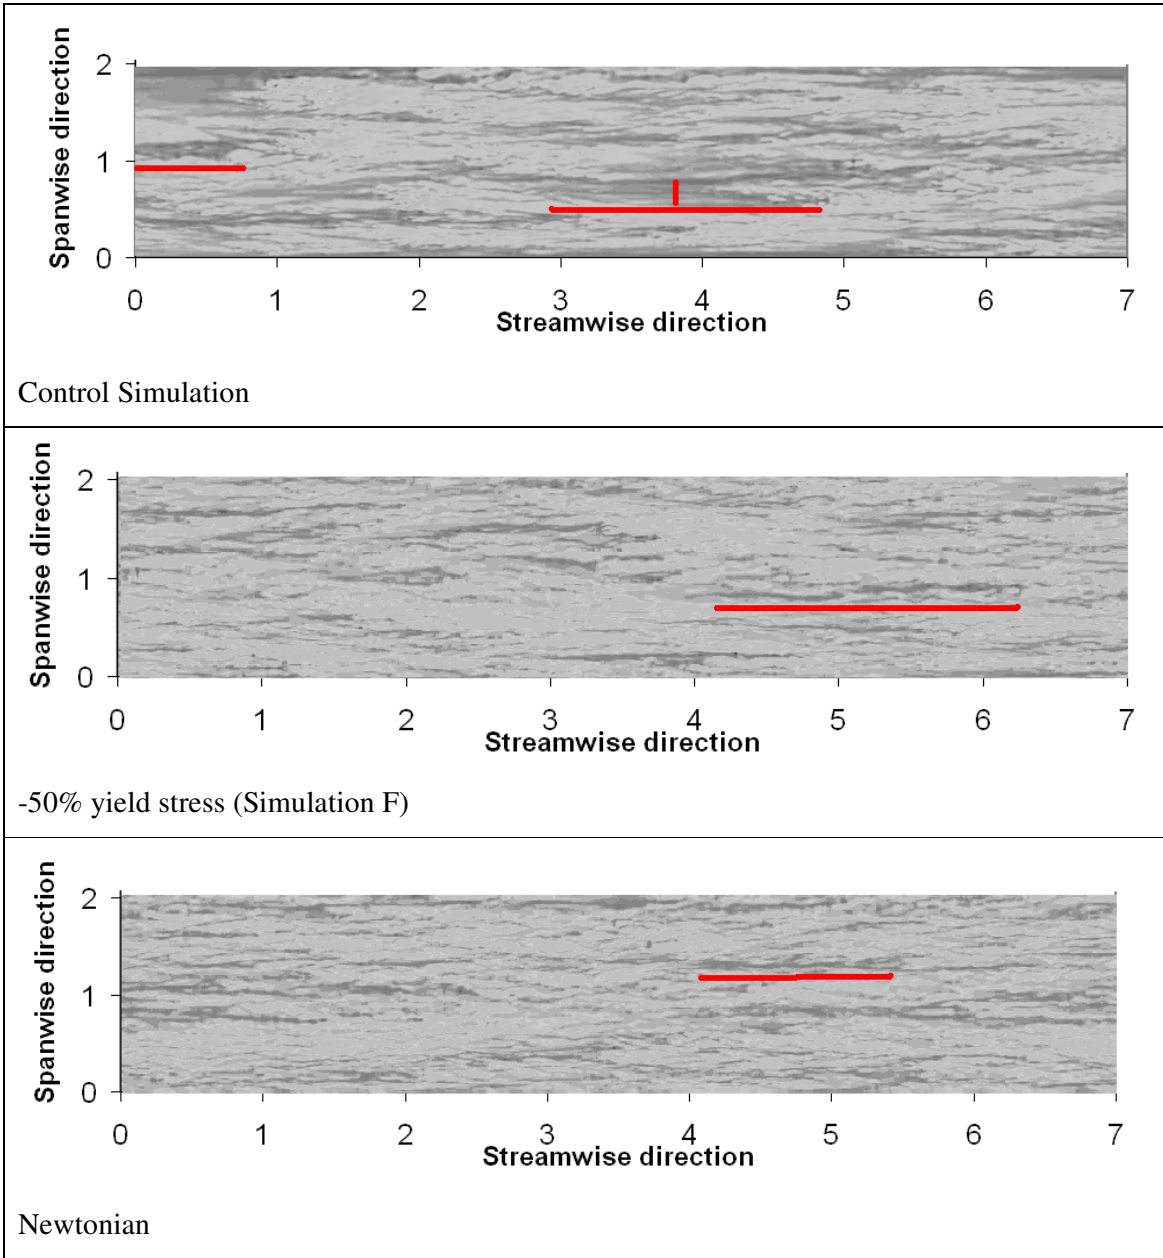 Spanwise direction
2
1
0
0 1 2 3 4 5 6 7
Streamwise direction
Control Simulation
Spanwise direction
2
1
0
0 1 2 3 4 5 6 7
Streamwise direction
-50% yield stress (Simulation F)
Spanwise direction
2
1
0
0 1 2 3 4 5 6 7
Streamwise direction
Newtonian